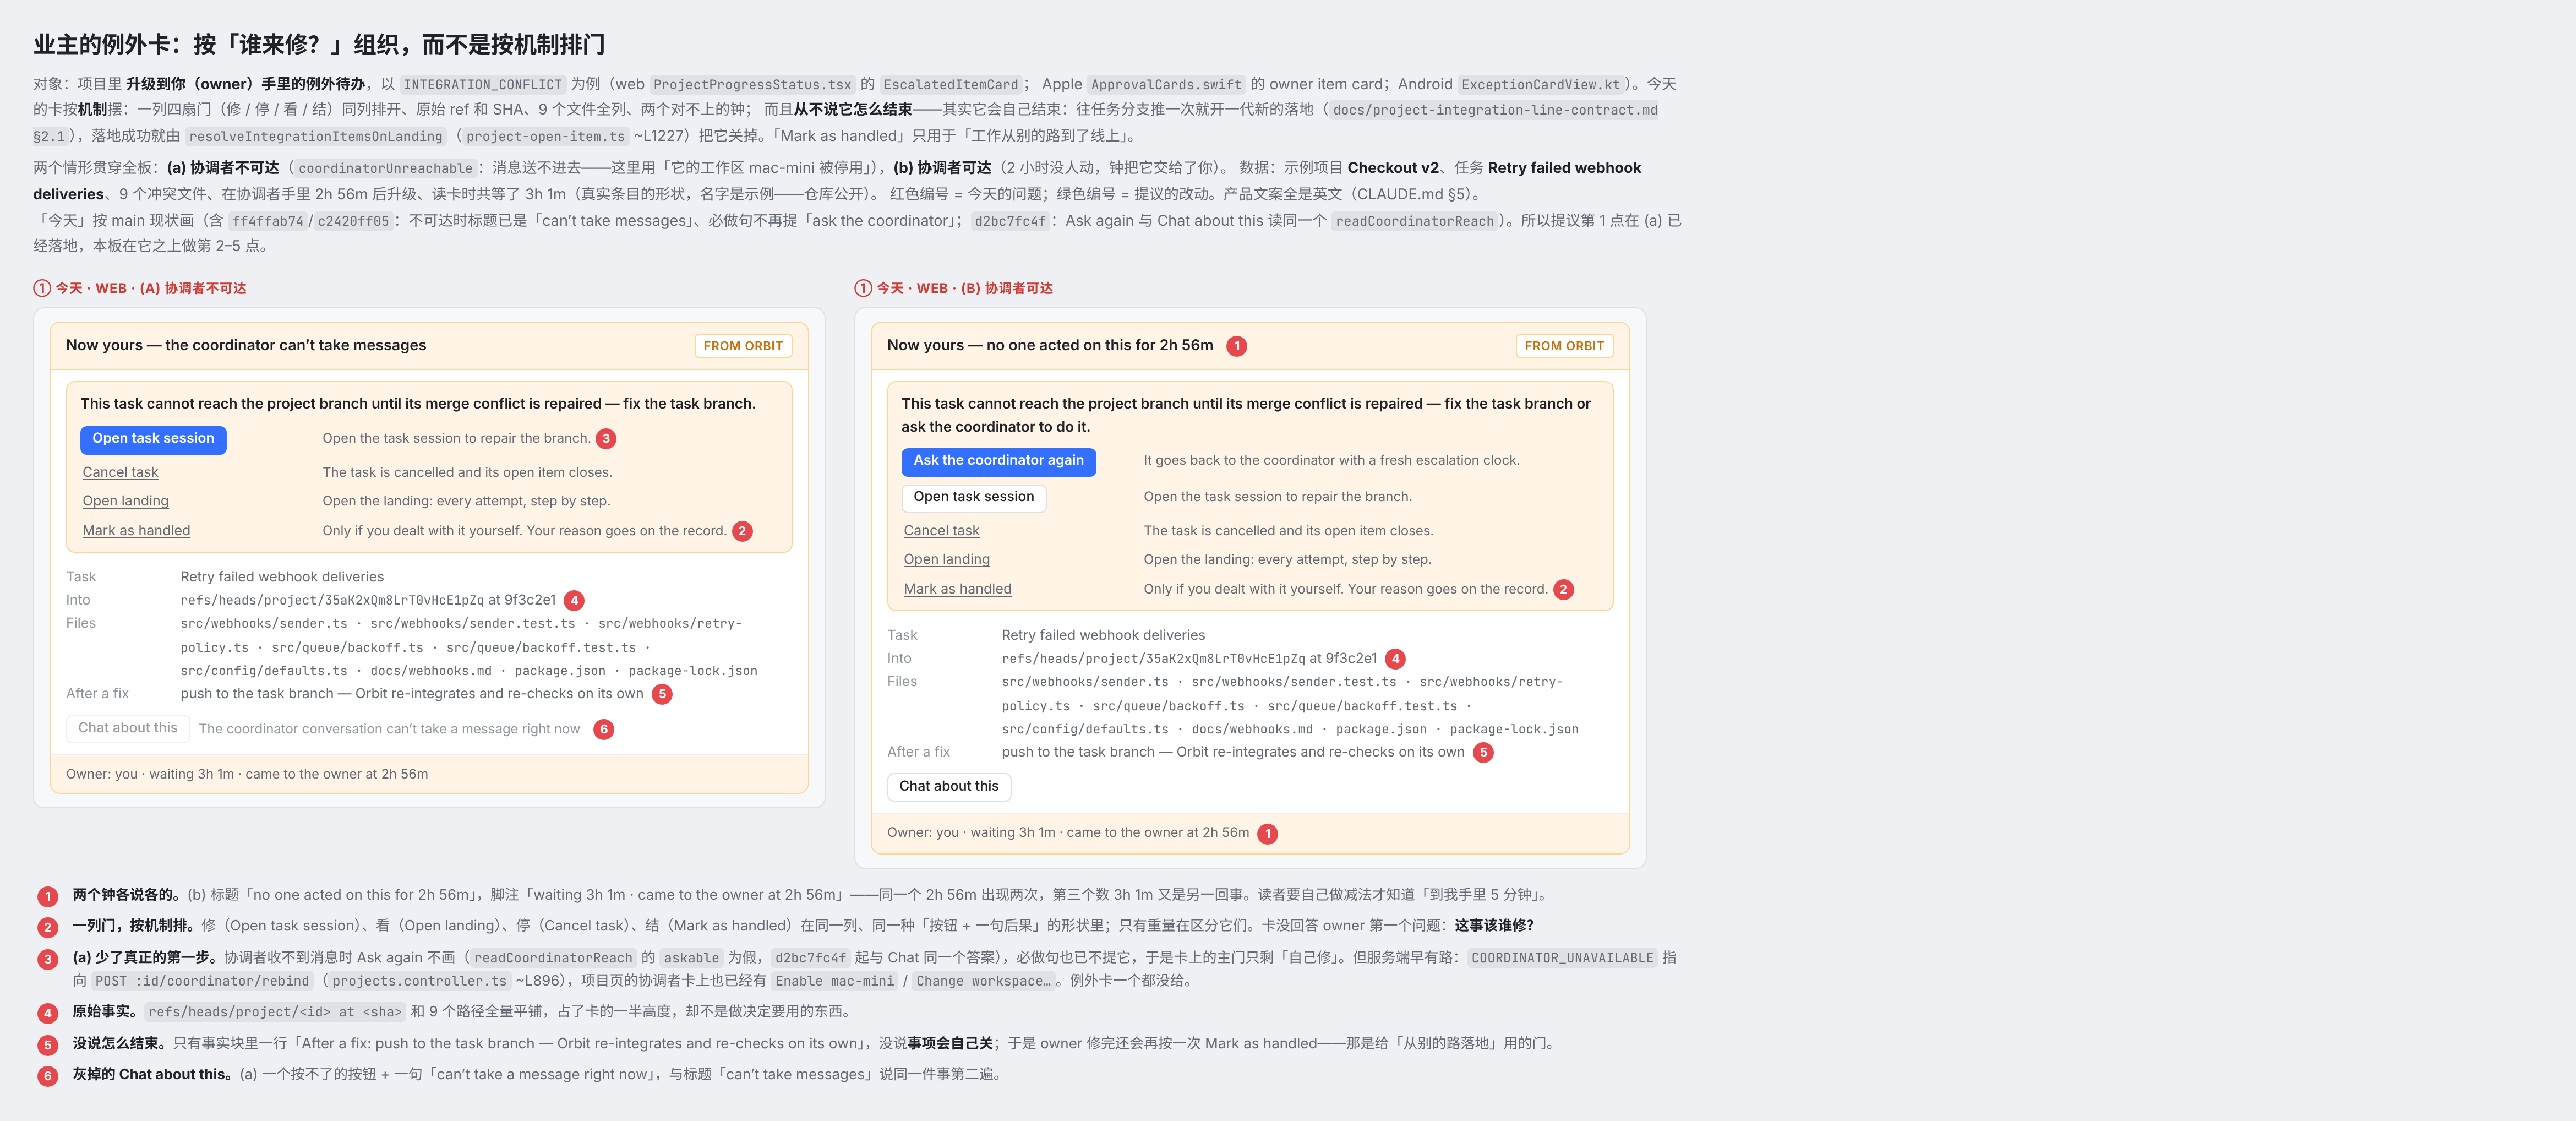 业主的例外卡：按「谁来修？」组织，而不是按机制排门
对象：项目里 升级到你（owner）手里的例外待办，以 INTEGRATION_CONFLICT 为例（web ProjectProgressStatus.tsx 的 EscalatedItemCard； Apple ApprovalCards.swift 的 owner item card；Android ExceptionCardView.kt）。今天
的卡按机制摆：一列四扇门（修 / 停 / 看 / 结）同列排开、原始 ref 和 SHA、9 个文件全列、两个对不上的钟； 而且从不说它怎么结束——其实它会自己结束：往任务分支推一次就开一代新的落地（docs/project-integration-line-contract.md
§2.1），落地成功就由 resolveIntegrationItemsOnLanding（project-open-item.ts ~L1227）把它关掉。「Mark as handled」只用于「工作从别的路到了线上」。
两个情形贯穿全板：(a) 协调者不可达（coordinatorUnreachable：消息送不进去——这里用「它的工作区 mac-mini 被停用」），(b) 协调者可达（2 小时没人动，钟把它交给了你）。 数据：示例项目 Checkout v2、任务 Retry failed webhook
deliveries、9 个冲突文件、在协调者手里 2h 56m 后升级、读卡时共等了 3h 1m（真实条目的形状，名字是示例——仓库公开）。 红色编号 = 今天的问题；绿色编号 = 提议的改动。产品文案全是英文（CLAUDE.md §5）。
「今天」按 main 现状画（含 ff4ffab74/c2420ff05：不可达时标题已是「can’t take messages」、必做句不再提「ask the coordinator」；d2bc7fc4f：Ask again 与 Chat about this 读同一个 readCoordinatorReach）。所以提议第 1 点在 (a) 已
经落地，本板在它之上做第 2–5 点。
① 今天 · WEB · (A) 协调者不可达
Now yours — the coordinator can’t take messages
FROM ORBIT
This task cannot reach the project branch until its merge conflict is repaired — fix the task branch.
Open task session Open the task session to repair the branch. 3
Cancel task The task is cancelled and its open item closes.
Open landing Open the landing: every attempt, step by step.
Mark as handled Only if you dealt with it yourself. Your reason goes on the record. 2
Task Retry failed webhook deliveries
Into refs/heads/project/35aK2xQm8LrT0vHcE1pZq at 9f3c2e1 4
Files src/webhooks/sender.ts · src/webhooks/sender.test.ts · src/webhooks/retry-
policy.ts · src/queue/backoff.ts · src/queue/backoff.test.ts ·
src/config/defaults.ts · docs/webhooks.md · package.json · package-lock.json
After a fix push to the task branch — Orbit re-integrates and re-checks on its own 5
Chat about this The coordinator conversation can’t take a message right now 6
Owner: you · waiting 3h 1m · came to the owner at 2h 56m
① 今天 · WEB · (B) 协调者可达
Now yours — no one acted on this for 2h 56m 1
FROM ORBIT
This task cannot reach the project branch until its merge conflict is repaired — fix the task branch or
ask the coordinator to do it.
Ask the coordinator again It goes back to the coordinator with a fresh escalation clock.
Open task session Open the task session to repair the branch.
Cancel task The task is cancelled and its open item closes.
Open landing Open the landing: every attempt, step by step.
Mark as handled Only if you dealt with it yourself. Your reason goes on the record. 2
Task Retry failed webhook deliveries
Into refs/heads/project/35aK2xQm8LrT0vHcE1pZq at 9f3c2e1 4
Files src/webhooks/sender.ts · src/webhooks/sender.test.ts · src/webhooks/retry-
policy.ts · src/queue/backoff.ts · src/queue/backoff.test.ts ·
src/config/defaults.ts · docs/webhooks.md · package.json · package-lock.json
After a fix push to the task branch — Orbit re-integrates and re-checks on its own 5
Chat about this
Owner: you · waiting 3h 1m · came to the owner at 2h 56m 1
1 两个钟各说各的。(b) 标题「no one acted on this for 2h 56m」，脚注「waiting 3h 1m · came to the owner at 2h 56m」——同一个 2h 56m 出现两次，第三个数 3h 1m 又是另一回事。读者要自己做减法才知道「到我手里 5 分钟」。
2 一列门，按机制排。修（Open task session）、看（Open landing）、停（Cancel task）、结（Mark as handled）在同一列、同一种「按钮 + 一句后果」的形状里；只有重量在区分它们。卡没回答 owner 第一个问题：这事该谁修？
3 (a) 少了真正的第一步。协调者收不到消息时 Ask again 不画（readCoordinatorReach 的 askable 为假，d2bc7fc4f 起与 Chat 同一个答案），必做句也已不提它，于是卡上的主门只剩「自己修」。但服务端早有路：COORDINATOR_UNAVAILABLE 指
向 POST :id/coordinator/rebind（projects.controller.ts ~L896），项目页的协调者卡上也已经有 Enable mac-mini / Change workspace…。例外卡一个都没给。
4 原始事实。refs/heads/project/<id> at <sha> 和 9 个路径全量平铺，占了卡的一半高度，却不是做决定要用的东西。
5 没说怎么结束。只有事实块里一行「After a fix: push to the task branch — Orbit re-integrates and re-checks on its own」，没说事项会自己关；于是 owner 修完还会再按一次 Mark as handled——那是给「从别的路落地」用的门。
6 灰掉的 Chat about this。(a) 一个按不了的按钮 + 一句「can’t take a message right now」，与标题「can’t take messages」说同一件事第二遍。